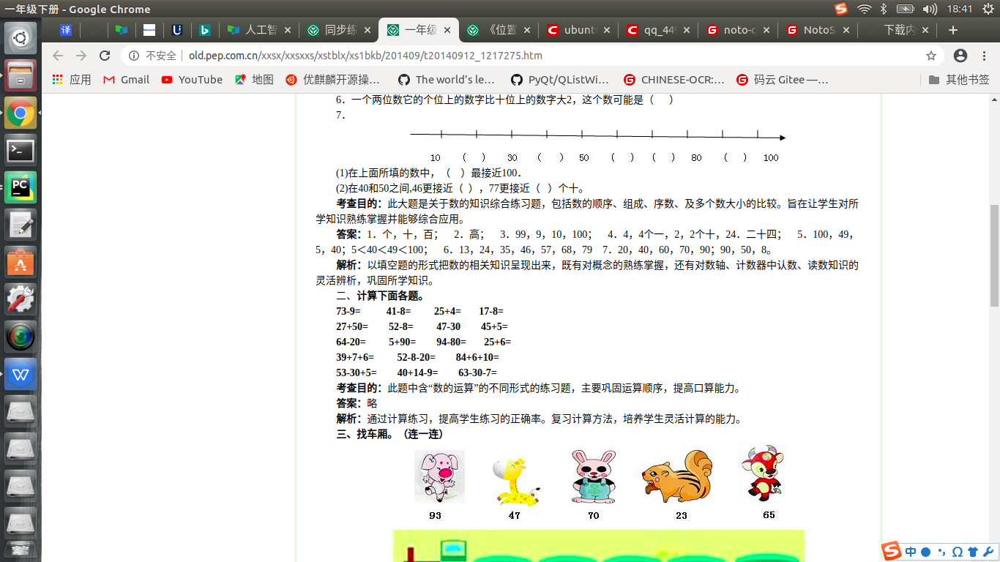 一年级下册 - Google Chrome
18:41
译
人工智
同步练
一年级
《位置
ubunt
qq_449
noto-c
NotoS
下载内
不安全
old.pep.com.cn/xxsx/xxsxxs/xstblx/xs1bkb/201409/t20140912_1217275.htm
应用
Gmail
YouTube
地图
优麒麟开源操...
The world's le...
PyQt/QListWi...
CHINESE-OCR:...
码云 Gitee —...
其他书签
6．一个两位数它的个位上的数字比十位上的数字大2，这个数可能是（ ）
7．
10 （ ） 30 （ ） 50 （ ） （ ） 80 （ ） 100
(1)在上面所填的数中，（ ）最接近100．
(2)在40和50之间,46更接近（ ），77更接近（ ）个十。
考查目的：此大题是关于数的知识综合练习题，包括数的顺序、组成、序数、及多个数大小的比较。旨在让学生对所
学知识熟练掌握并能够综合应用。
答案：1．个，十，百； 2．高； 3．99，9，10，100； 4．4，4个一，2，2个十，24．二十四； 5．100，49，
5，40；5＜40＜49＜100； 6．13，24，35，46，57，68，79 7．20，40，60，70，90；90，50，8。
解析：以填空题的形式把数的相关知识呈现出来，既有对概念的熟练掌握，还有对数轴、计数器中认数、读数知识的
灵活辨析，巩固所学知识。
二、计算下面各题。
73-9= 41-8= 25+4= 17-8=
27+50= 52-8= 47-30 45+5=
64-20= 5+90= 94-80= 25+6=
39+7+6= 52-8-20= 84+6+10=
53-30+5= 40+14-9= 63-30-7=
考查目的：此题中含“数的运算”的不同形式的练习题，主要巩固运算顺序，提高口算能力。
答案：略
解析：通过计算练习，提高学生练习的正确率。复习计算方法，培养学生灵活计算的能力。
三、找车厢。（连一连）
93 47 70 23 65
中